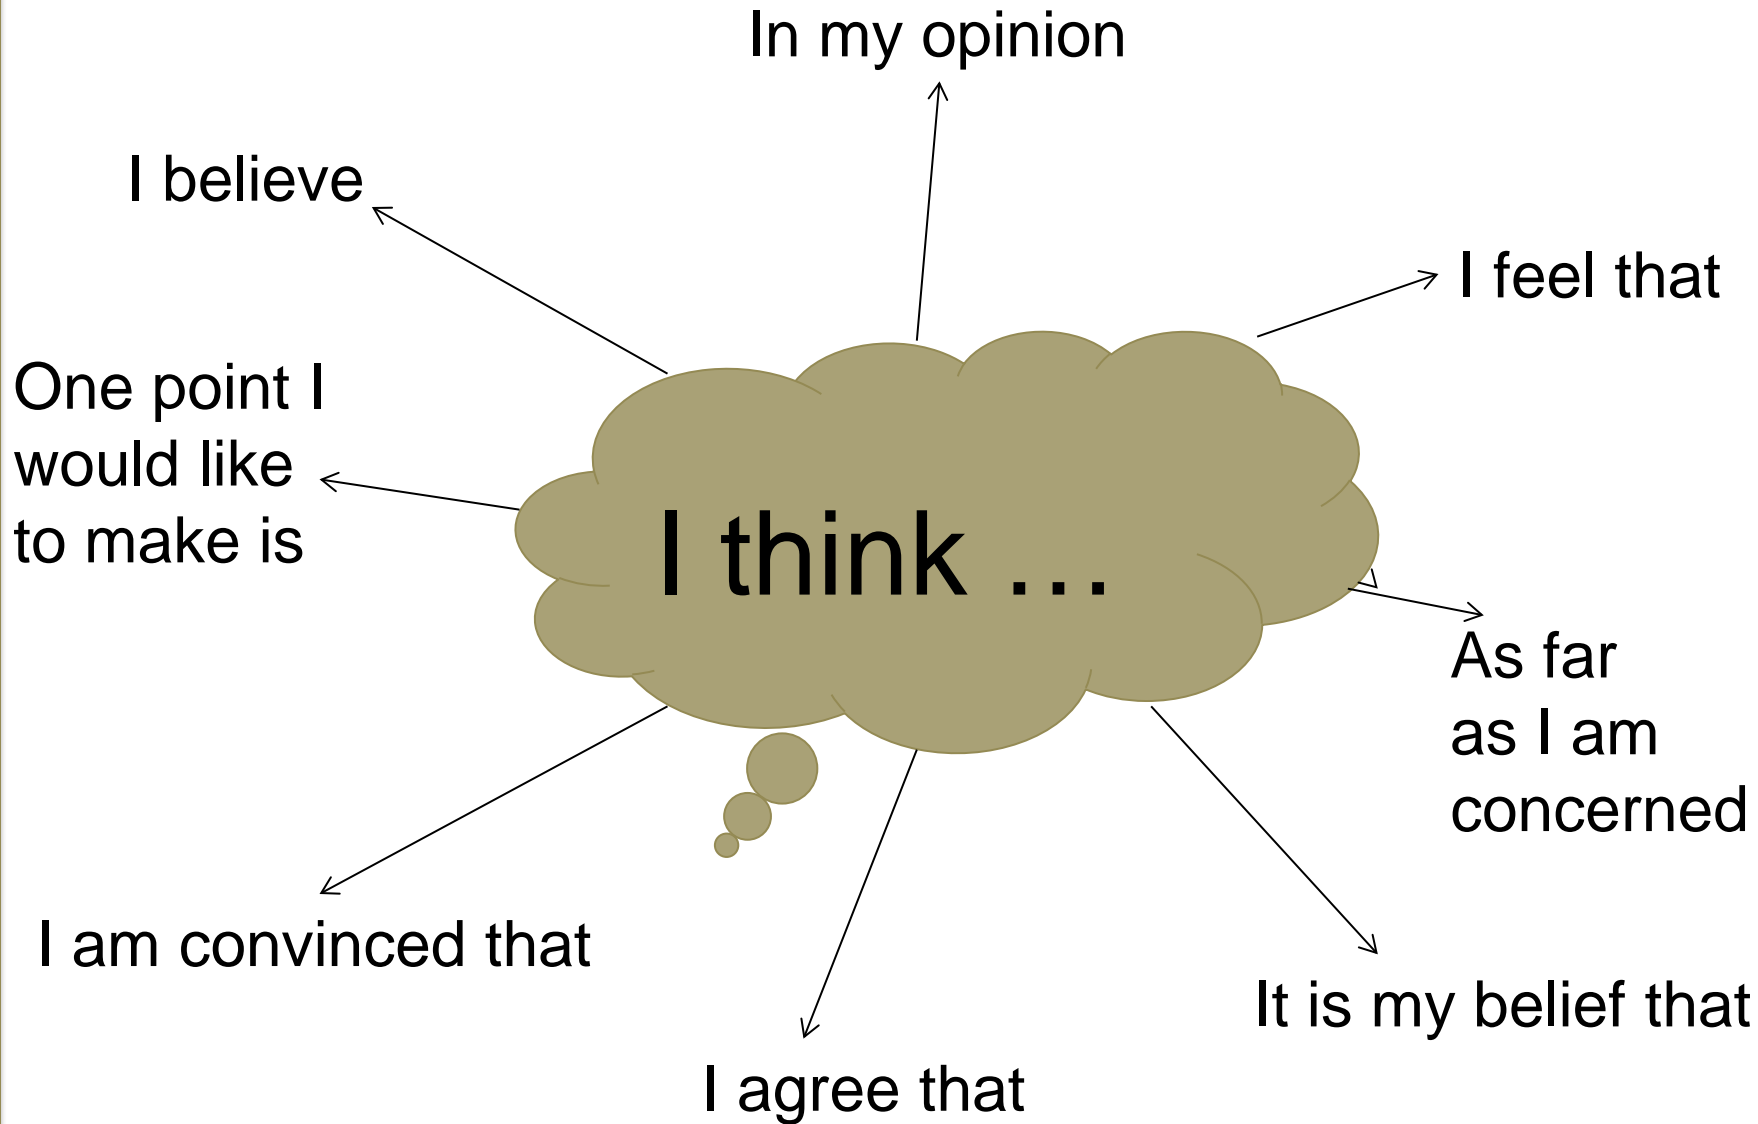 In my opinion
I believe
I feel that
One point I
would like
to make is
I think …
As far
as I am
concerned
I am convinced that
It is my belief that
I agree that